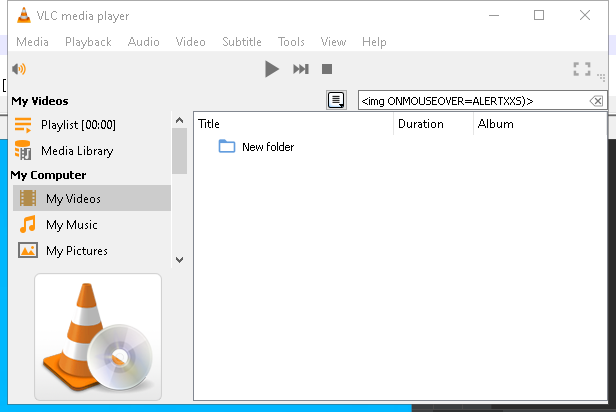 VLC media player
Media Playback Audio Video Subtitle Tools View Help
My Videos
<img ONMOUSEOVER=ALERTXXS)>
Playlist [00:00]
Media Library
My Computer
My Videos
My Music
My Pictures
Title Duration Album
New folder
[